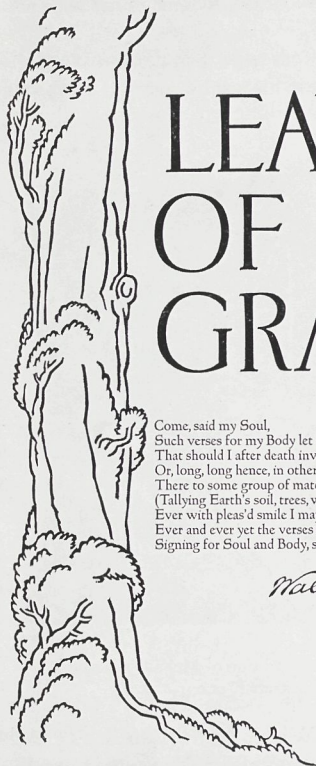 LEA
OF
GRA
Come, said my Soul,
Such verses for my Body let
That should I after death inv
Or, long, long hence, in other
There to some group of mate
(Tallying Earth's soil, trees, w
Ever with pleas'd smile I may
Ever and ever yet the verses
Signing for Soul and Body, s
Wal